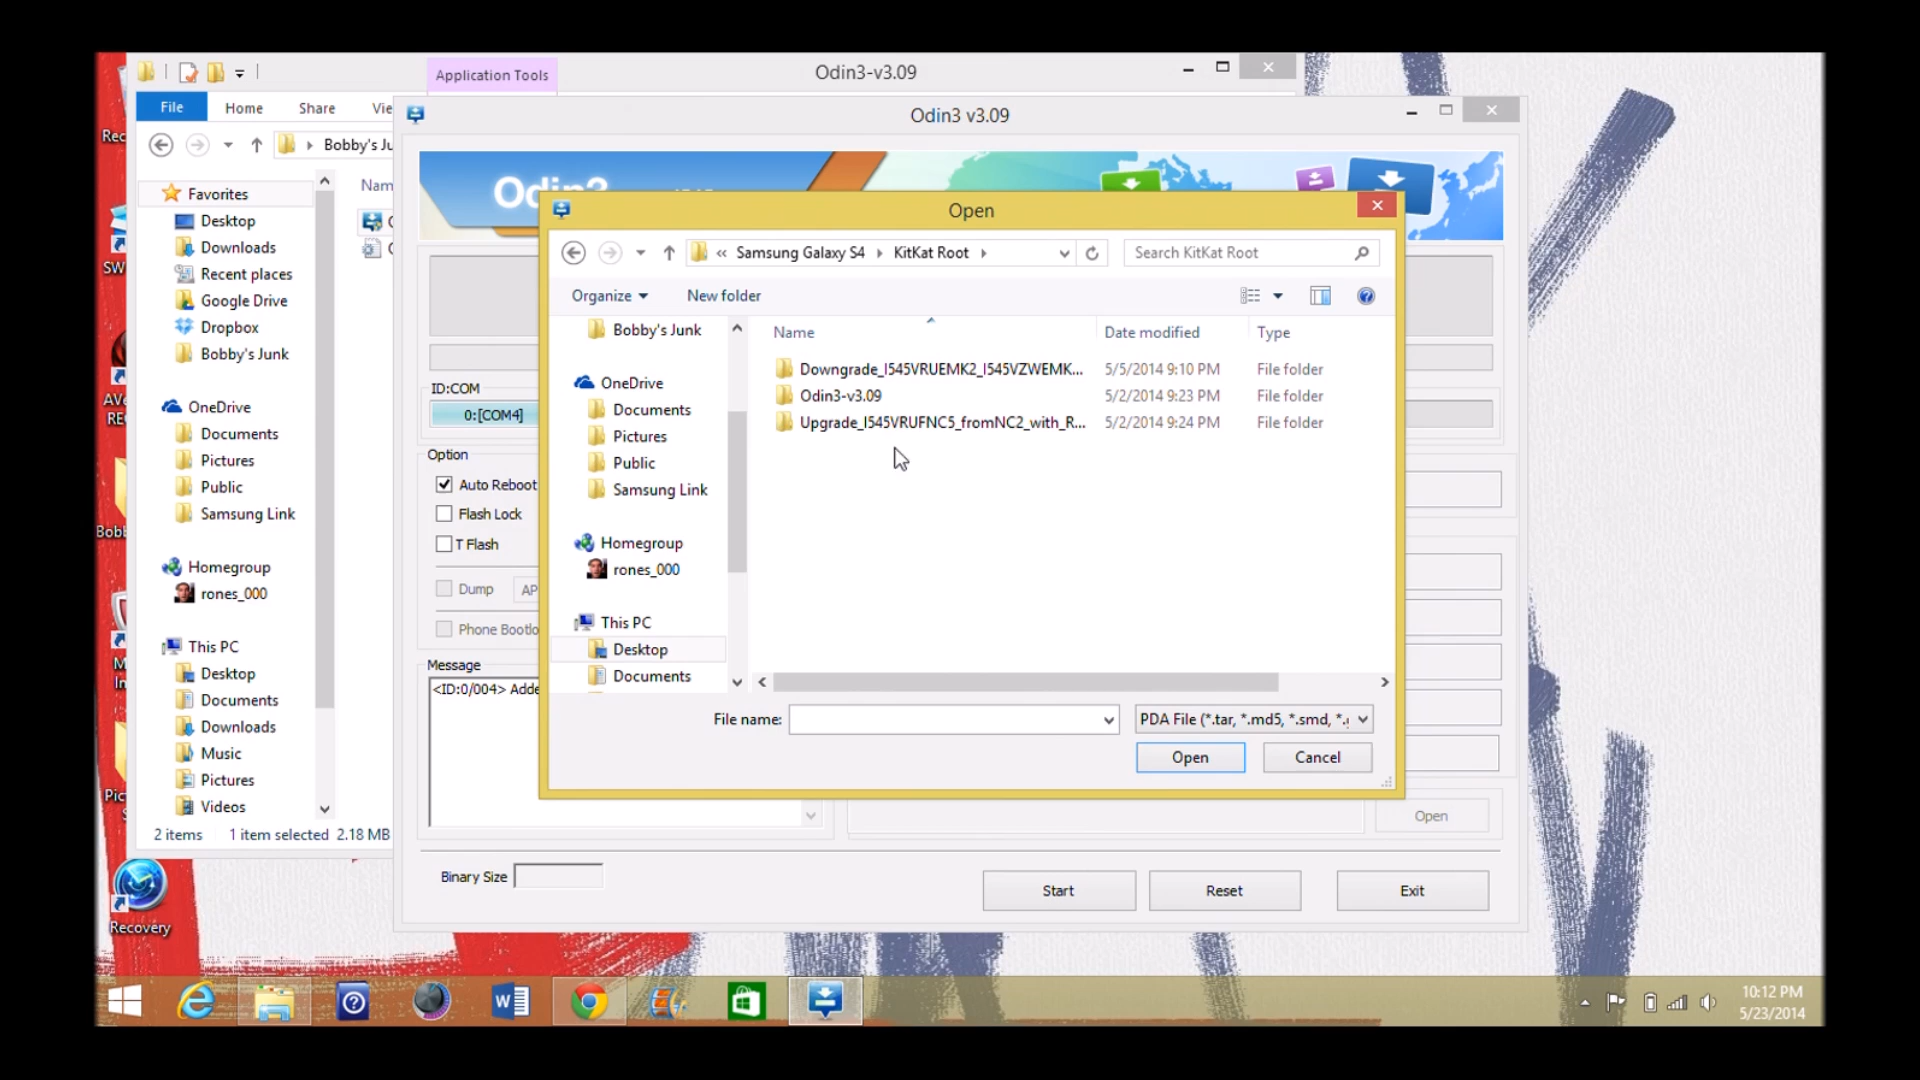 Application Tools
Odin3-v3.09
File
Home
Share
Odin3 v3.09
Bobby's Ju
Odin3
Favorites
Desktop
Downloads
Recent places
Google Drive
Dropbox
Bobby's Junk
OneDrive
Documents
Pictures
Public
Samsung Link
Homegroup
rones_000
This PC
Desktop
Documents
Downloads
Music
Pictures
Videos
2 items
1 item selected 2.18 MB
ID:COM
0:[COM4]
Option
Auto Reboot
Flash Lock
T Flash
Dump
AP
Phone Bootlo
Message
<ID:0/004> Adde
Open
« Samsung Galaxy S4 KitKat Root
Search KitKat Root
Organize
New folder
Bobby's Junk
OneDrive
Documents
Pictures
Public
Samsung Link
Homegroup
rones_000
This PC
Desktop
Documents
Name Date modified Type
Downgrade_I545VRUEMK2_I545VZWEMK... 5/5/2014 9:10 PM File folder
Odin3-v3.09 5/2/2014 9:23 PM File folder
Upgrade_I545VRUFNC5_fromNC2_with_R... 5/2/2014 9:24 PM File folder
File name:
PDA File (*.tar, *.md5, *.smd, *.
Open
Cancel
Open
Binary Size
Start
Reset
Exit
Recovery
10:12 PM
5/23/2014